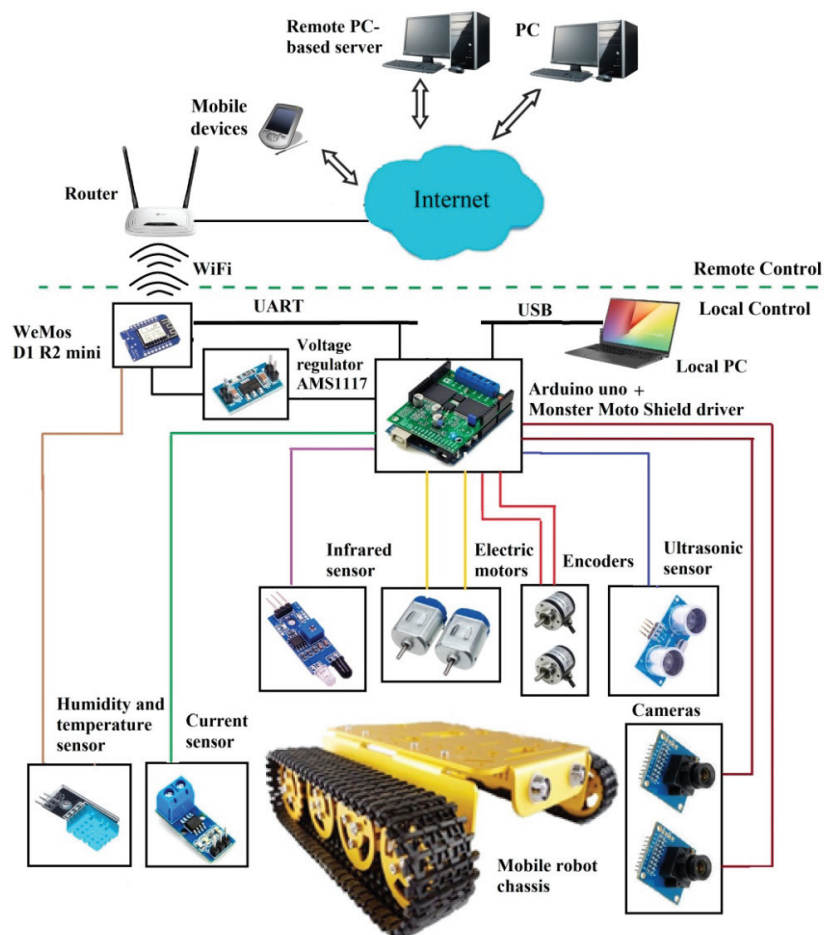 Remote PC-
based server
PC
Mobile
devices
Router
Internet
WiFi
Remote Control
UART
USB
Local Control
WeMos
D1 R2 mini
Voltage
regulator
AMS1117
Local PC
Arduino uno +
Monster Moto Shield driver
Infrared
sensor
Electric
motors
Encoders
Ultrasonic
sensor
Humidity and
temperature
sensor
Current
sensor
Cameras
Mobile robot
chassis